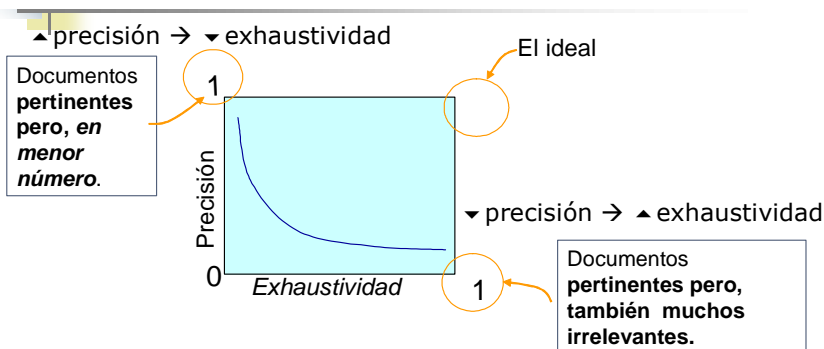 ▲precisión → ▼exhaustividad
El ideal
Documentos
pertinentes
pero, en
menor
número.
1
Precisión
0
Exhaustividad
1
▼precisión → ▲exhaustividad
Documentos
pertinentes pero,
también muchos
irrelevantes.